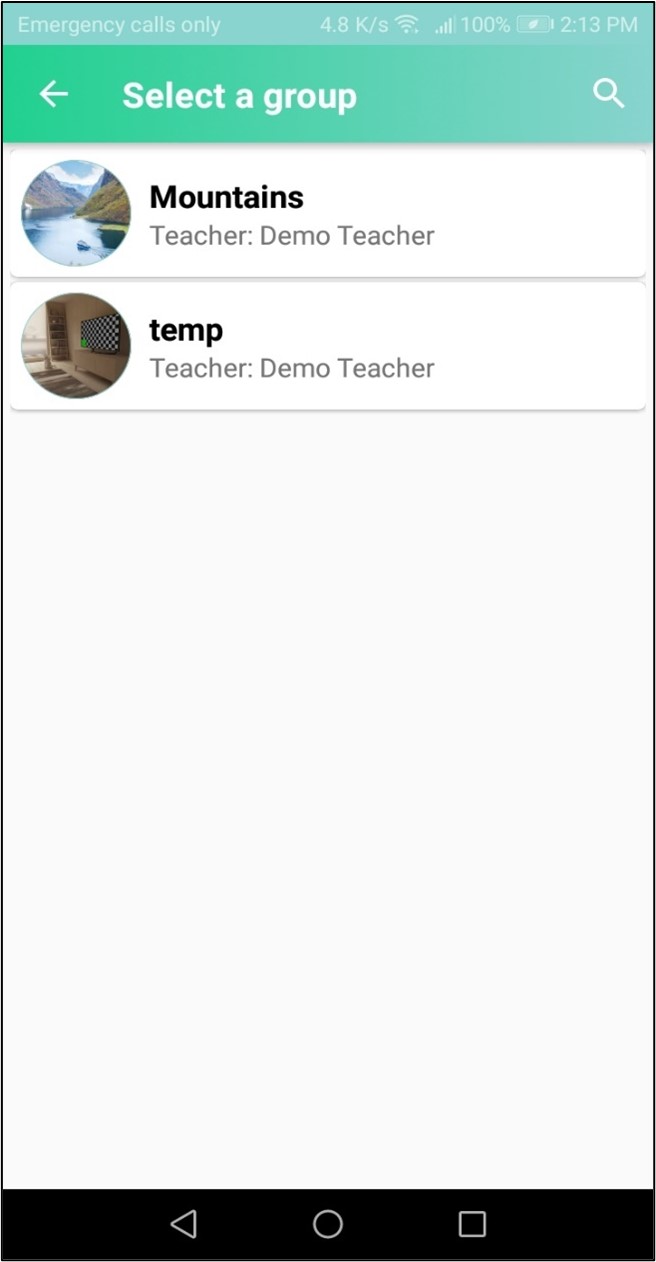 Emergency calls only 4.8 K/s 100% 2:13 PM
Select a group
Mountains
Teacher: Demo Teacher
temp
Teacher: Demo Teacher